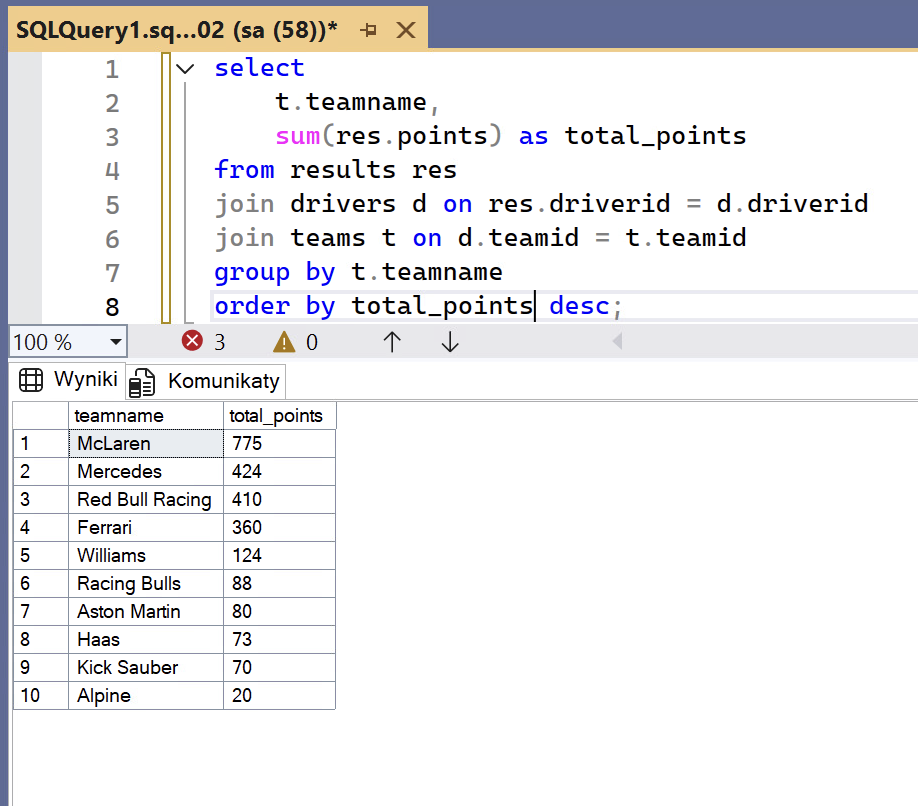 SQLQuery1.sq...02 (sa (58))*
1 select
2 t.teamname,
3 sum(res.points) as total_points
4 from results res
5 join drivers d on res.driverid = d.driverid
6 join teams t on d.teamid = t.teamid
7 group by t.teamname
8 order by total_points desc;
100 % 3 0
Wyniki Komunikaty
teamname total_points
1 McLaren 775
2 Mercedes 424
3 Red Bull Racing 410
4 Ferrari 360
5 Williams 124
6 Racing Bulls 88
7 Aston Martin 80
8 Haas 73
9 Kick Sauber 70
10 Alpine 20